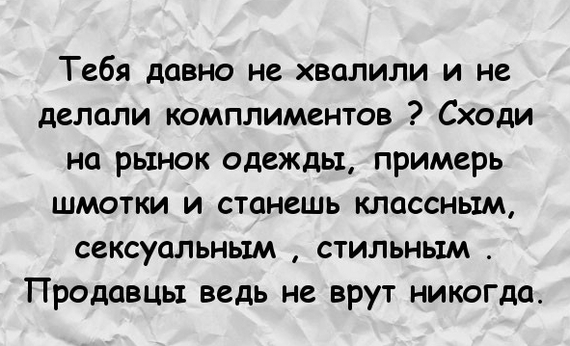 Тебя давно не хвалили и не
делали комплиментов ? Сходи
на рынок одежды, примерь
шмотки и станешь классным,
сексуальным , стильным .
Продавцы ведь не врут никогда.